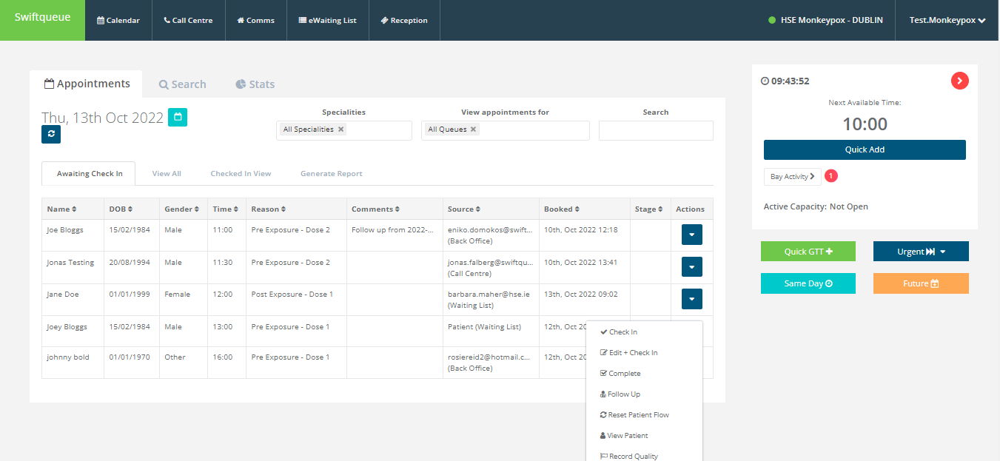 Swiftqueue
Calendar
Call Centre
Comms
eWaiting List
Reception
HSE Monkeypox - DUBLIN
Test.Monkeypox
Appointments
Search
Stats
Thu, 13th Oct 2022
Specialities
All Specialities ×
View appointments for
All Queues ×
Search
Awaiting Check In
View All
Checked In View
Generate Report
Name DOB Gender Time Reason Comments Source Booked Stage Actions
Joe Bloggs 15/02/1984 Male 11:00 Pre Exposure - Dose 2 Follow up from 2022-... eniko.domokos@swift... 10th, Oct 2022 12:18
(Back Office)
Jonas Testing 20/08/1994 Male 11:30 Pre Exposure - Dose 2 jonas.falberg@swiftqu... 10th, Oct 2022 13:41
(Call Centre)
Jane Doe 01/01/1999 Female 12:00 Post Exposure - Dose 1 barbara.maher@hse.ie 13th, Oct 2022 09:02
(Waiting List)
Joey Bloggs 15/02/1984 Male 13:00 Pre Exposure - Dose 1 Patient (Waiting List) 12th, Oct 20
johnny bold 01/01/1970 Other 16:00 Pre Exposure - Dose 1 rosiereid2@hotmail.c... 12th, Oct 20
(Back Office)
Check In
Edit + Check In
Complete
Follow Up
Reset Patient Flow
View Patient
Record Quality
09:43:52
Next Available Time:
10:00
Quick Add
Bay Activity
1
Active Capacity: Not Open
Quick GTT
Urgent
Same Day
Future